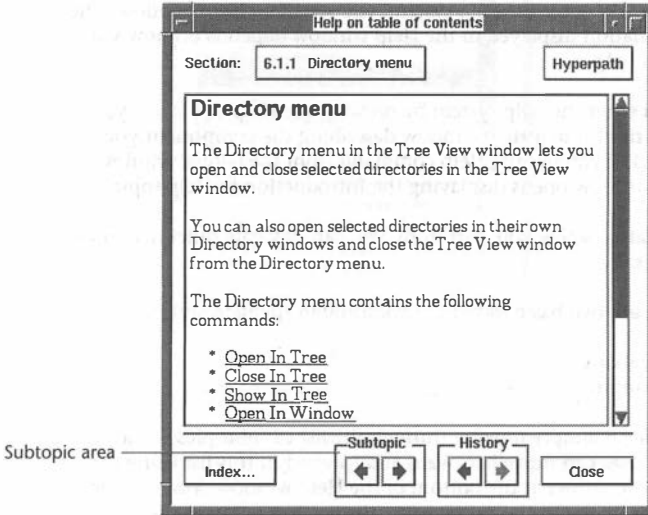 Help on table of contents
Section: 6.1.1 Directory menu Hyperpath
Directory menu
The Directory menu in the Tree View window lets you
open and close selected directories in the Tree View
window.
You can also open selected directories in their own
Directory windows and close the Tree View window
from the Directory menu.
The Directory menu contains the following
commands:
* Open In Tree
* Close In Tree
* Show In Tree
* Open In Window
Subtopic area
Subtopic History
Index... Close